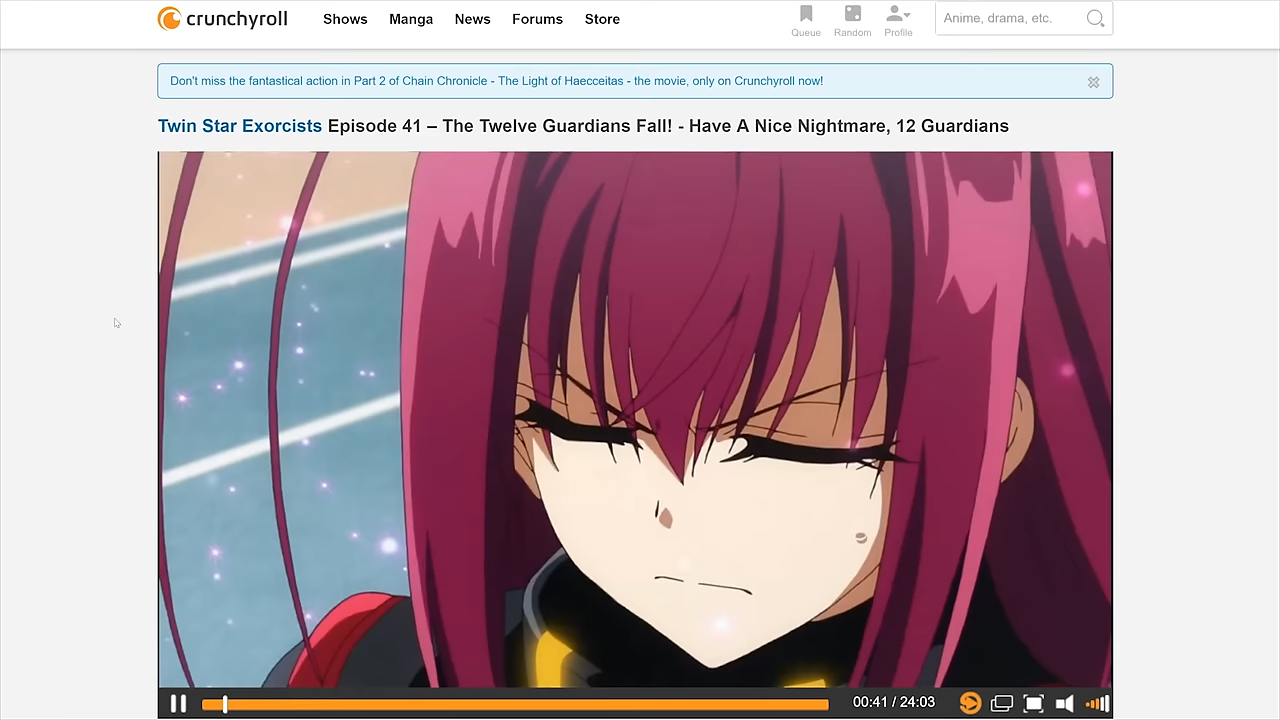 crunchyroll
Shows Manga News Forums Store
Queue Random Profile
Anime, drama, etc.
Don't miss the fantastical action in Part 2 of Chain Chronicle - The Light of Haecceitas - the movie, only on Crunchyroll now!
Twin Star Exorcists Episode 41 – The Twelve Guardians Fall! - Have A Nice Nightmare, 12 Guardians
00:41 / 24:03